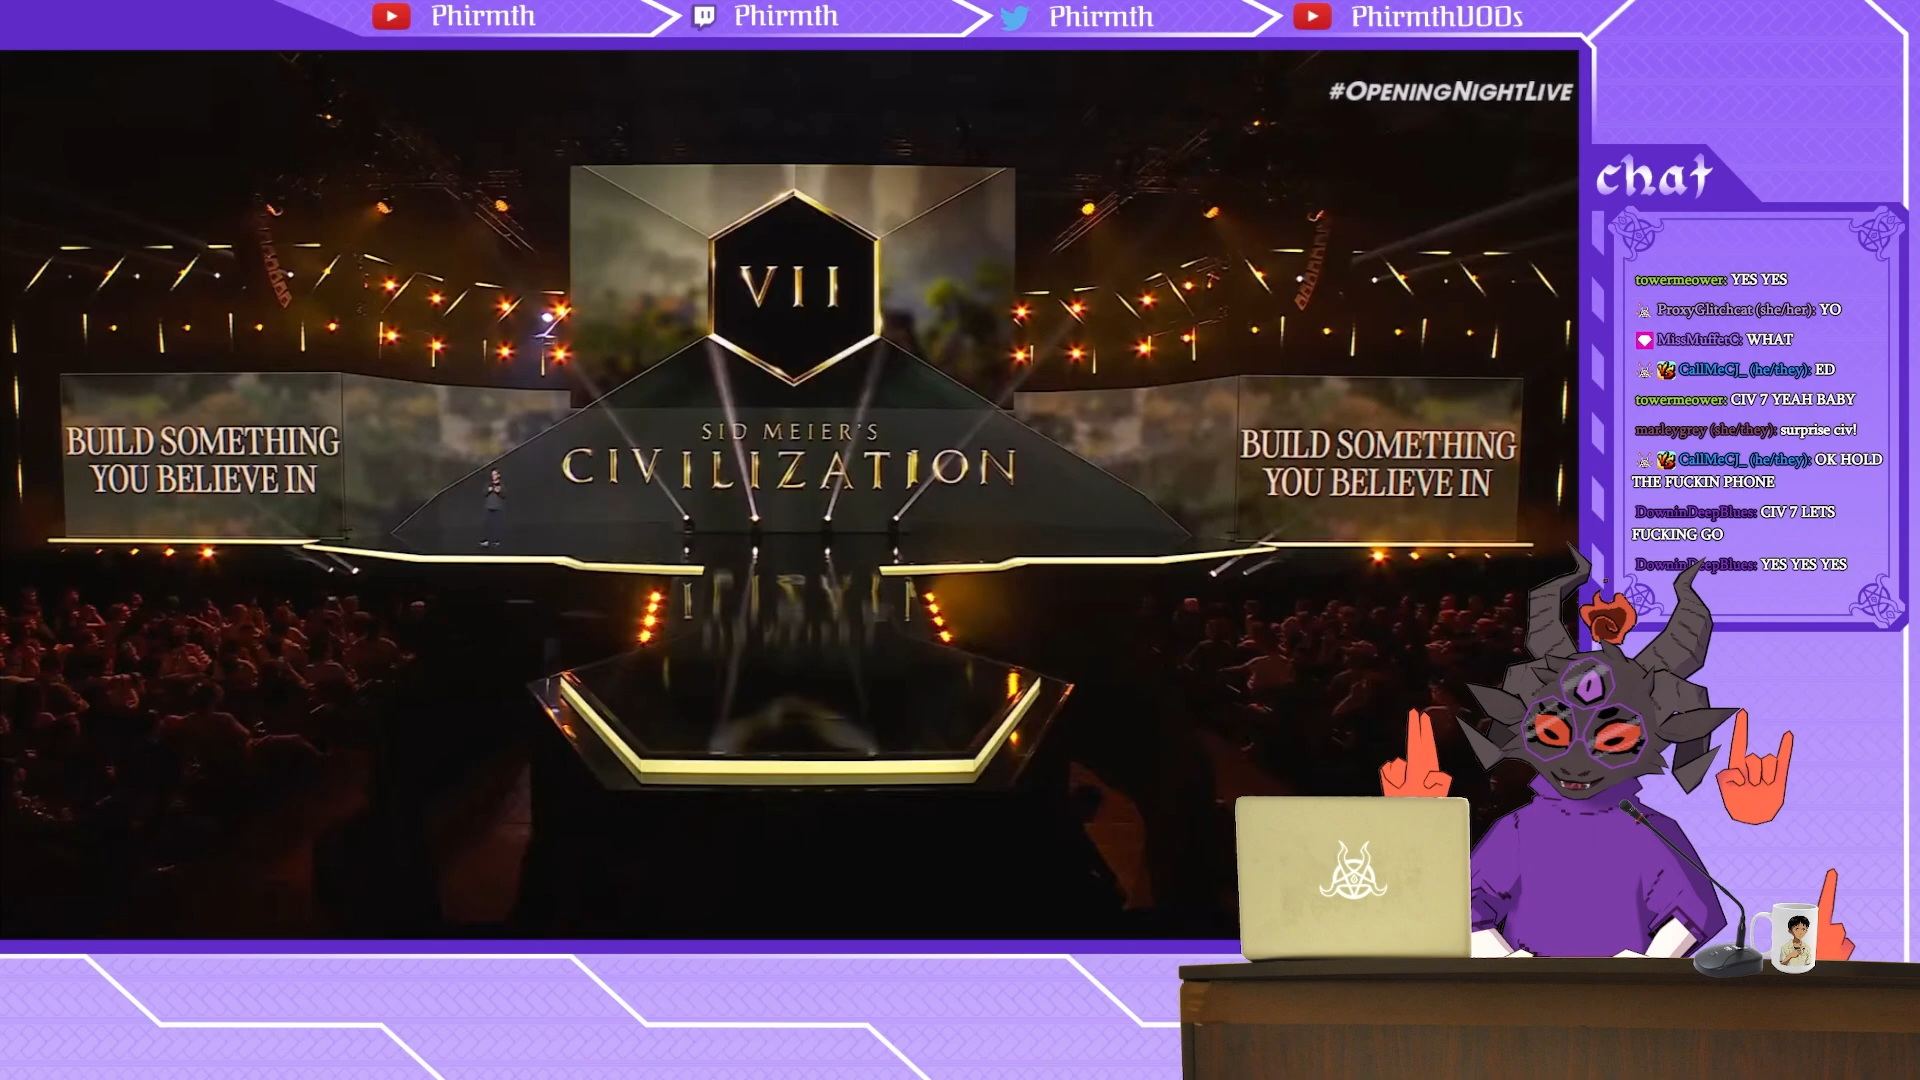 Phirmth
Phirmth
Phirmth
PhirmthVODs
#OPENINGNIGHTLIVE
chat
VII
SID MEIER'S
CIVILIZATION
BUILD SOMETHING
YOU BELIEVE IN
BUILD SOMETHING
YOU BELIEVE IN
towermeower: YES YES
ProxyGlitchcat (she/her): YO
MissMuffetC: WHAT
CallMeCJ_ (he/they): ED
towermeower: CIV 7 YEAH BABY
marleygrey (she/they): surprise civ!
CallMeCJ_ (he/they): OK HOLD
THE FUCKIN PHONE
DowninDeepBlues: CIV 7 LETS
FUCKING GO
DowninDeepBlues: YES YES YES